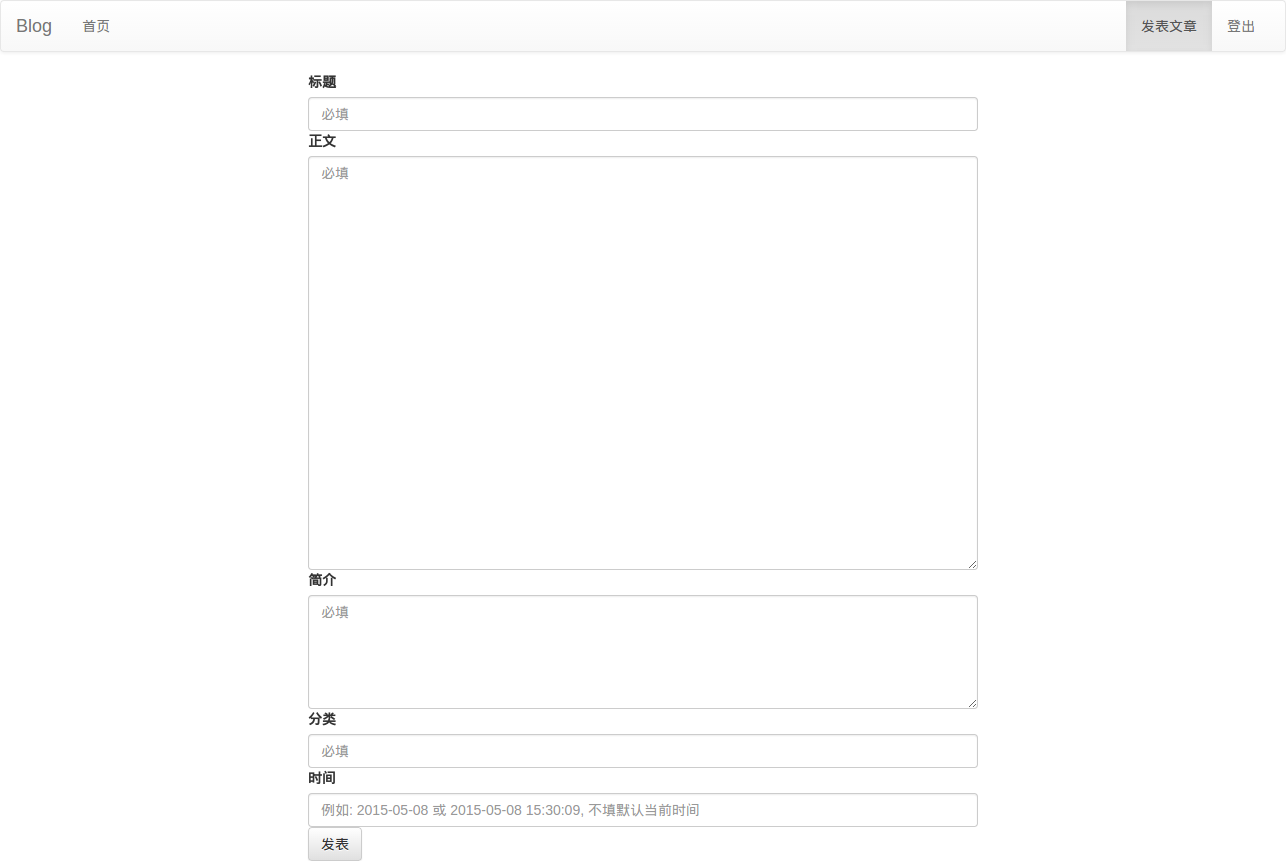 Blog 首页 发表文章 登出
标题
必填
正文
必填
简介
必填
分类
必填
时间
例如: 2015-05-08 或 2015-05-08 15:30:09, 不填默认当前时间
发表